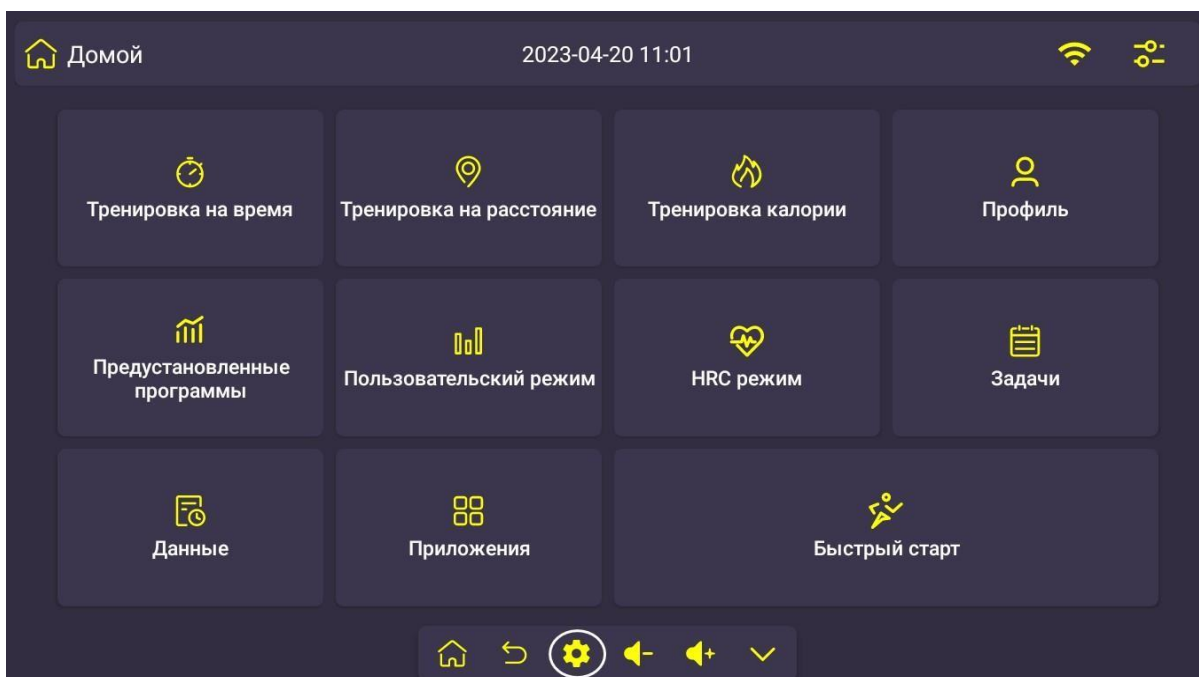 Домой
2023-04-20 11:01
Тренировка на время
Тренировка на расстояние
Тренировка калории
Профиль
Предустановленные
программы
Пользовательский режим
HRC режим
Задачи
Данные
Приложения
Быстрый старт